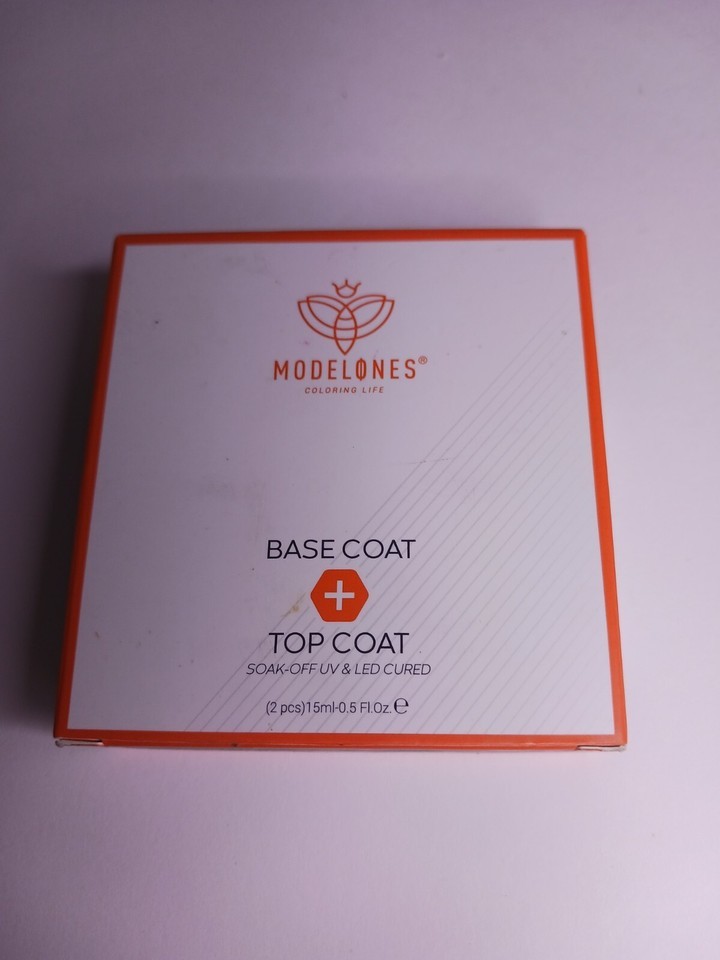 MODELONES®
COLORING LIFE
BASE COAT
+
TOP COAT
SOAK-OFF UV & LED CURED
(2 pcs)15ml-0.5 Fl.Oz.℮